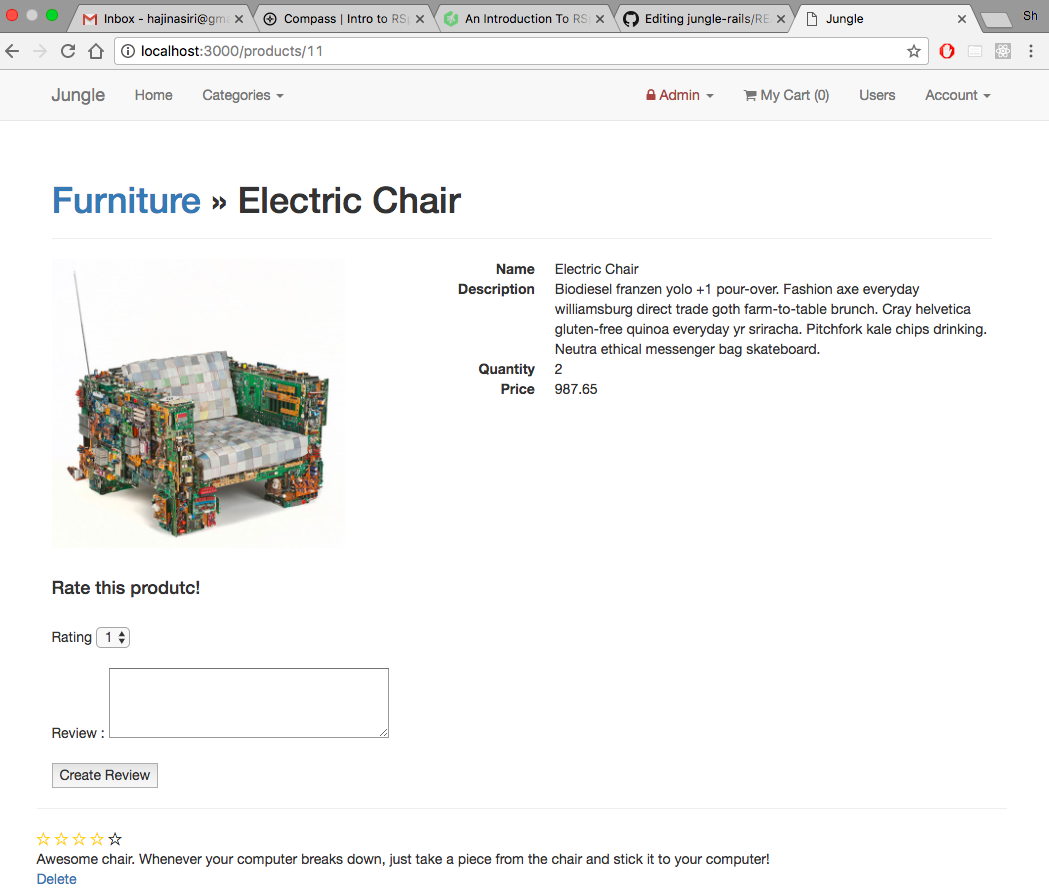 Inbox - hajinasiri@gm
Compass | Intro to RSp
An Introduction To RS
Editing jungle-rails/RE
Jungle
Sh
localhost:3000/products/11
Jungle Home Categories Admin My Cart (0) Users Account
Furniture » Electric Chair
Name Electric Chair
Description Biodiesel franzen yolo +1 pour-over. Fashion axe everyday
williamsburg direct trade goth farm-to-table brunch. Cray helvetica
gluten-free quinoa everyday yr sriracha. Pitchfork kale chips drinking.
Neutra ethical messenger bag skateboard.
Quantity 2
Price 987.65
Rate this produtc!
Rating 1
Review :
Create Review
☆☆☆☆☆
Awesome chair. Whenever your computer breaks down, just take a piece from the chair and stick it to your computer!
Delete